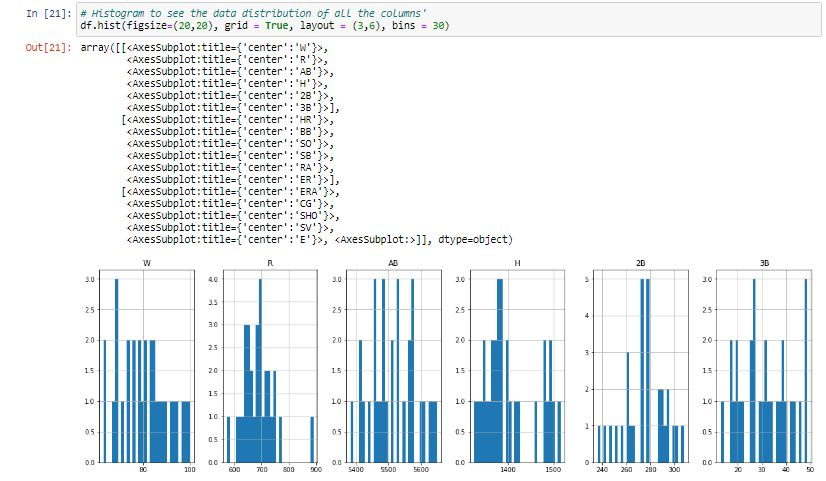 In [21]: # Histogram to see the data distribution of all the columns'
df.hist(figsize=(20,20), grid = True, layout = (3,6), bins = 30)
Out[21]: array([[<AxesSubplot:title={'center':'W'}>,
<AxesSubplot:title={'center':'R'}>,
<AxesSubplot:title={'center':'AB'}>,
<AxesSubplot:title={'center':'H'}>,
<AxesSubplot:title={'center':'2B'}>,
<AxesSubplot:title={'center':'3B'}>],
[<AxesSubplot:title={'center':'HR'}>,
<AxesSubplot:title={'center':'BB'}>,
<AxesSubplot:title={'center':'SO'}>,
<AxesSubplot:title={'center':'SB'}>,
<AxesSubplot:title={'center':'RA'}>,
<AxesSubplot:title={'center':'ER'}>],
[<AxesSubplot:title={'center':'ERA'}>,
<AxesSubplot:title={'center':'CG'}>,
<AxesSubplot:title={'center':'SHO'}>,
<AxesSubplot:title={'center':'SV'}>,
<AxesSubplot:title={'center':'E'}>, <AxesSubplot:>]], dtype=object)
W R AB H 2B 3B
3.0 4.0 3.0 3.0 5 3.0
3.5
2.5 2.5 2.5 2.5
3.0 4
2.0 2.5 2.0 2.0 3 2.0
1.5 2.0 1.5 1.5 1.5
2
1.5
1.0 1.0 1.0 1.0
1.0 1
0.5 0.5 0.5 0.5 0.5
0.0 0.0 0.0 0.0 0 0.0
80 100 600 700 800 900 5400 5500 5600 1400 1500 240 260 280 300 20 30 40 50